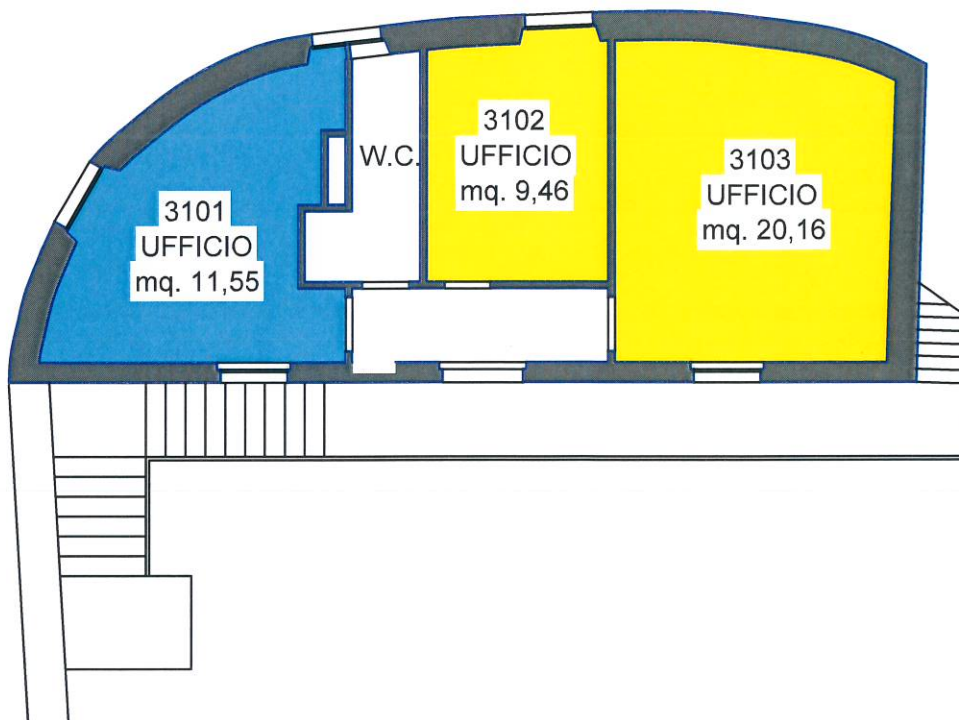 3101
UFFICIO
mq. 11,55
W.C.
3102
UFFICIO
mq. 9,46
3103
UFFICIO
mq. 20,16